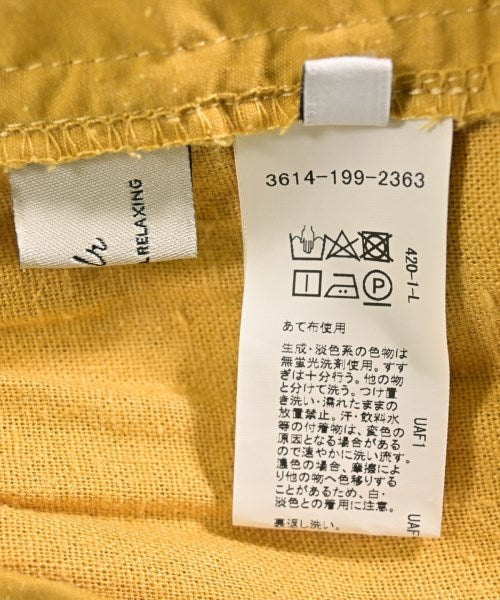 3614-199-2363
420-1-L
あて布使用
生成・淡色系の色物は
無蛍光洗剤使用。すす
ぎは十分行う。他の物
と分けて洗う。つけ置
き洗い・濡れたままの
放置禁止。汗・飲料水
等の付着物は、変色の
原因となる場合がある
ので速やかに洗い流す。
濃色の場合、摩擦によ
り他の物へ色移りする
ことがあるため、白・
淡色との着用に注意。
裏返し洗い。
UAF1
UAF
RELAXING